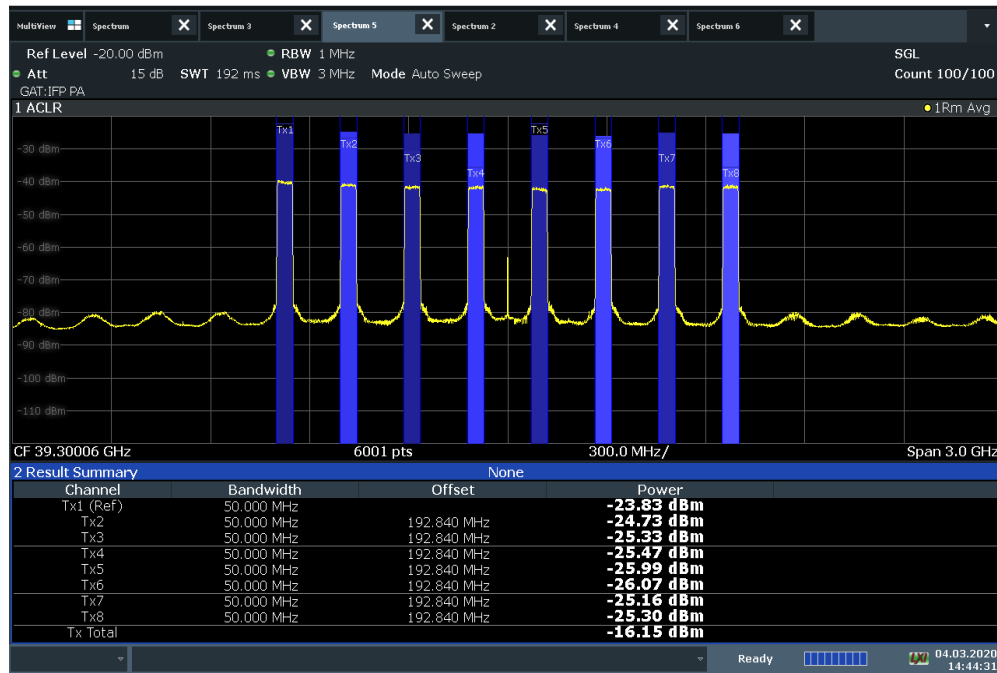 MultiView Spectrum X Spectrum 3 X Spectrum 5 X Spectrum 2 X Spectrum 4 X Spectrum 6 X
Ref Level -20.00 dBm RBW 1 MHz SGL
Att 15 dB SWT 192 ms VBW 3 MHz Mode Auto Sweep Count 100/100
GAT:IFP PA
1 ACLR 1Rm Avg
Tx1 Tx5
Tx2 Tx6
-30 dBm
Tx3 Tx7
Tx4 Tx8
-40 dBm
-50 dBm
-60 dBm
-70 dBm
-80 dBm
-90 dBm
-100 dBm
-110 dBm
CF 39.30006 GHz 6001 pts 300.0 MHz/ Span 3.0 GHz
2 Result Summary None
Channel Bandwidth Offset Power
Tx1 (Ref) 50.000 MHz -23.83 dBm
Tx2 50.000 MHz 192.840 MHz -24.73 dBm
Tx3 50.000 MHz 192.840 MHz -25.33 dBm
Tx4 50.000 MHz 192.840 MHz -25.47 dBm
Tx5 50.000 MHz 192.840 MHz -25.99 dBm
Tx6 50.000 MHz 192.840 MHz -26.07 dBm
Tx7 50.000 MHz 192.840 MHz -25.16 dBm
Tx8 50.000 MHz 192.840 MHz -25.30 dBm
Tx Total -16.15 dBm
Ready LXI 04.03.2020
14:44:31